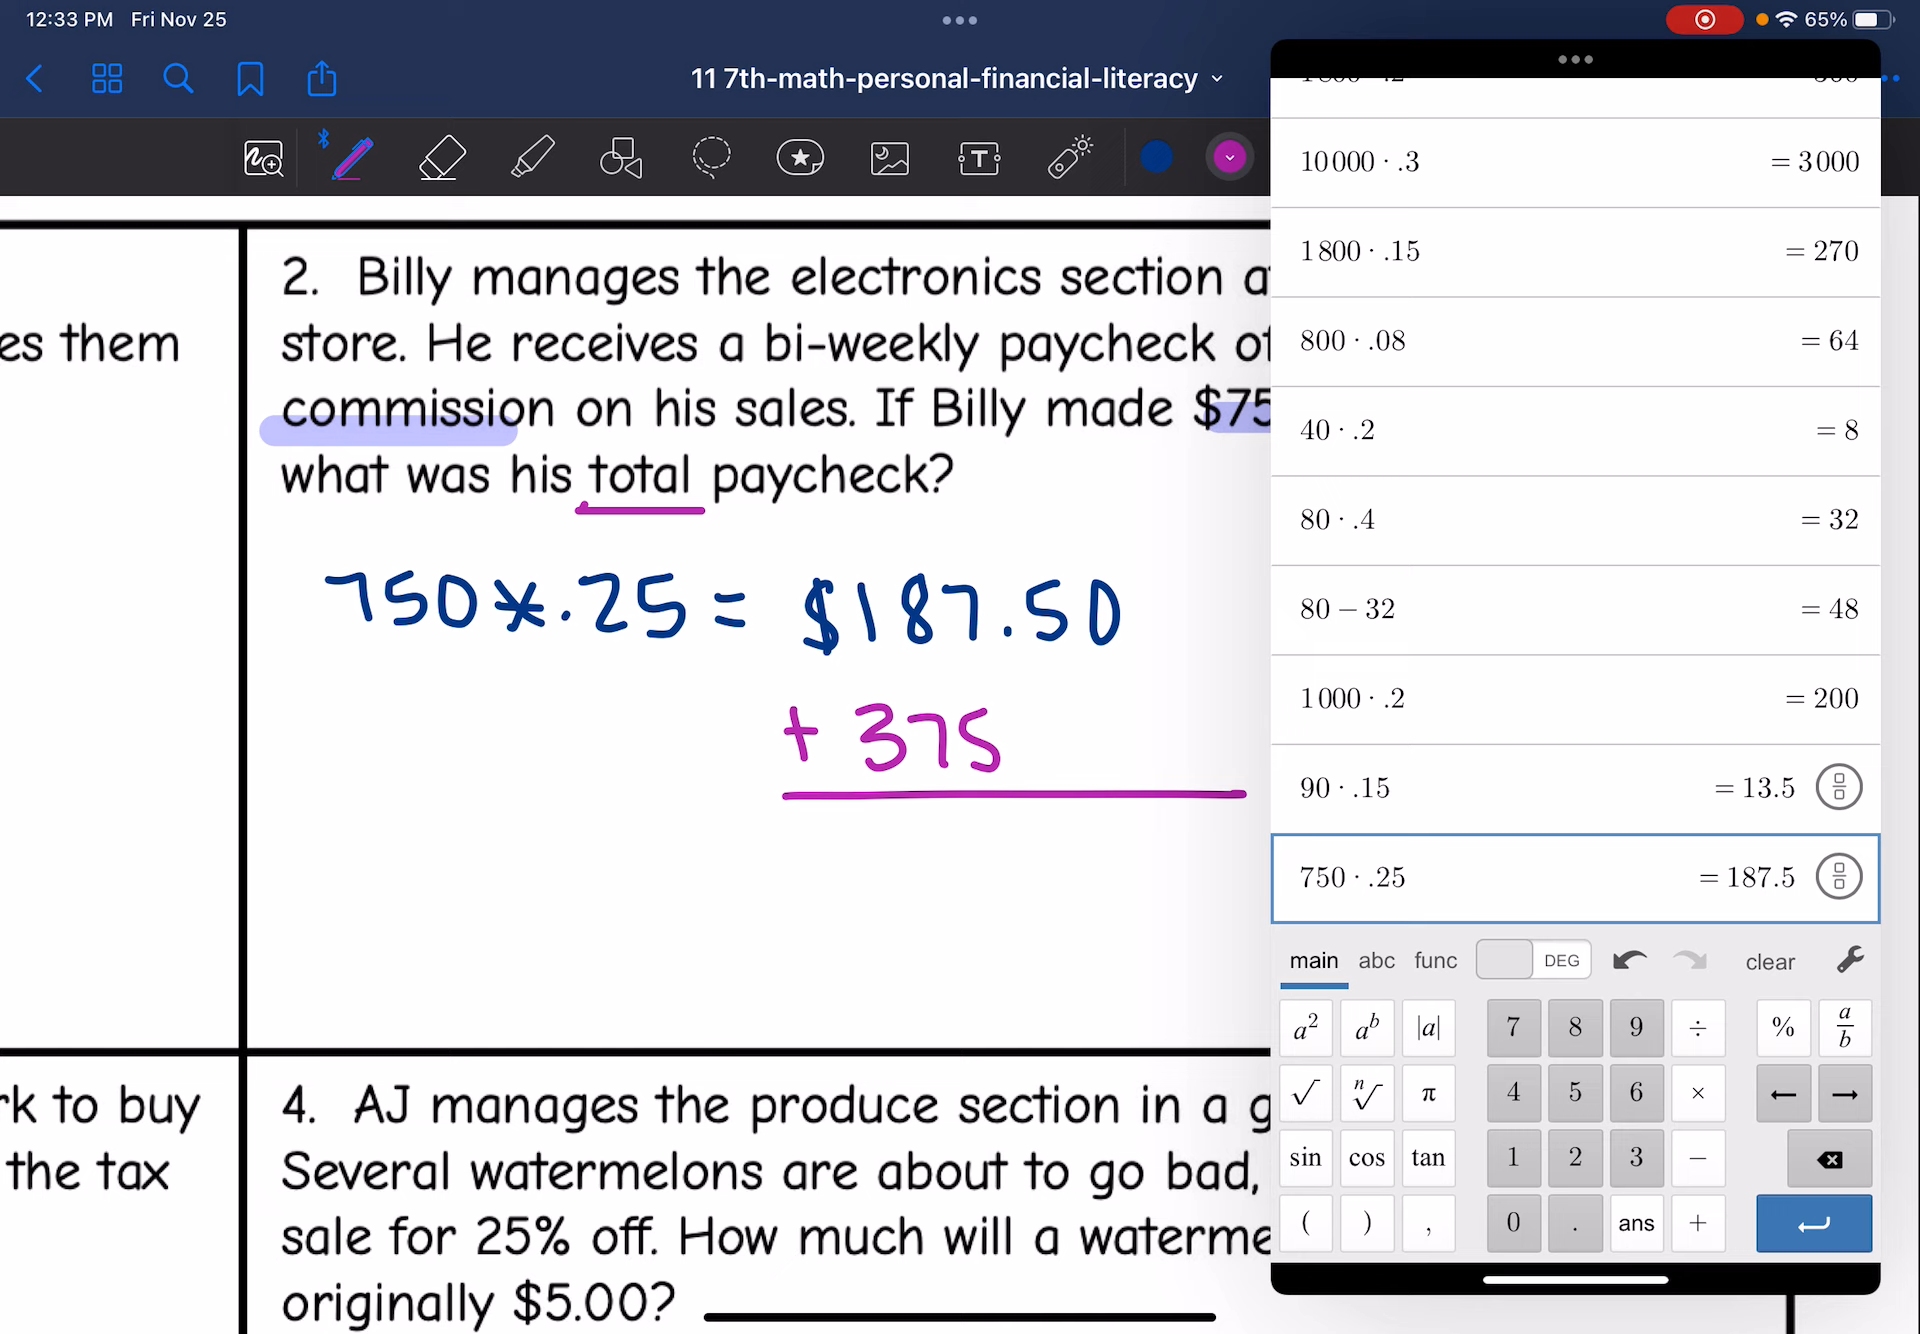 12:33 PM Fri Nov 25
65%
11 7th-math-personal-financial-literacy
T
es them
2. Billy manages the electronics section a
store. He receives a bi-weekly paycheck of
commission on his sales. If Billy made $75
what was his total paycheck?
750*.25= $187.50
+ 375
rk to buy
the tax
4. AJ manages the produce section in a g
Several watermelons are about to go bad,
sale for 25% off. How much will a waterme
originally $5.00?
10000 · .3 = 3000
1800 · .15 = 270
800 · .08 = 64
40 · .2 = 8
80 · .4 = 32
80 − 32 = 48
1000 · .2 = 200
90 · .15 = 13.5
750 · .25 = 187.5
main abc func DEG clear
a² aᵇ |a| 7 8 9 ÷ % a/b
√ ⁿ√ π 4 5 6 × ← →
sin cos tan 1 2 3 −
( ) , 0 . ans +